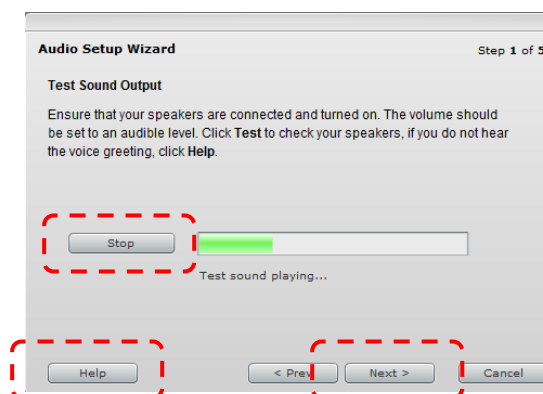 Audio Setup Wizard Step 1 of 5
Test Sound Output
Ensure that your speakers are connected and turned on. The volume should
be set to an audible level. Click Test to check your speakers, if you do not hear
the voice greeting, click Help.
Stop
Test sound playing...
Help < Prev Next > Cancel